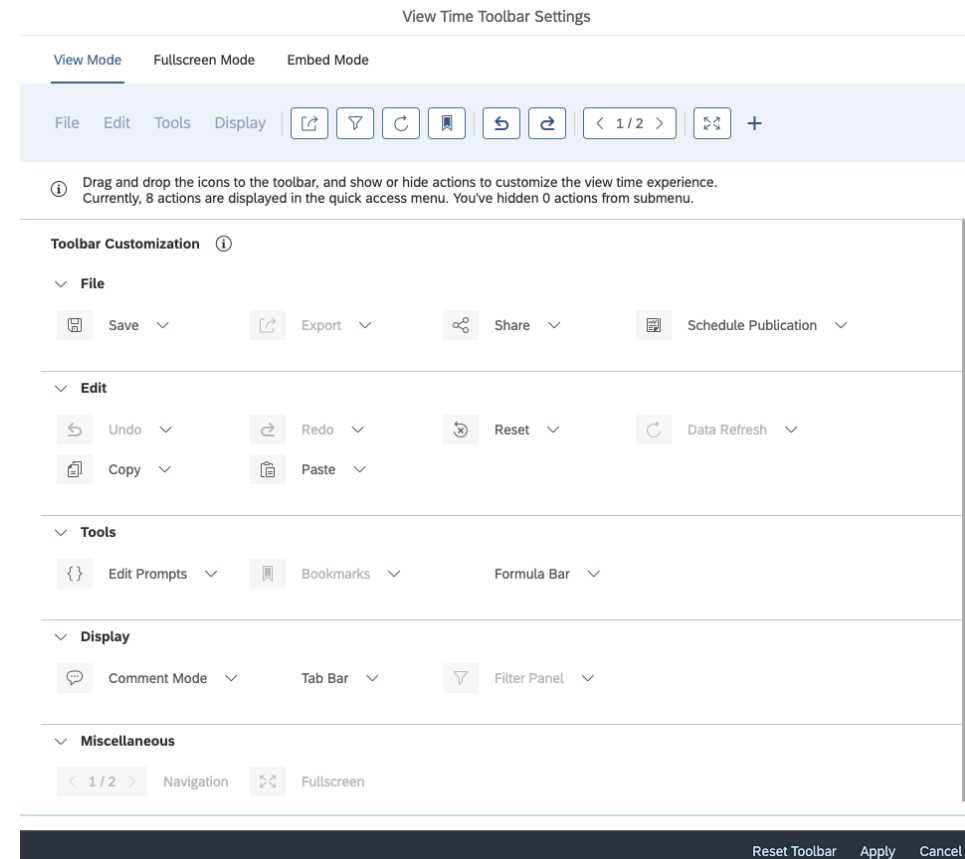 View Time Toolbar Settings
View Mode Fullscreen Mode Embed Mode
File Edit Tools Display 1 / 2
Drag and drop the icons to the toolbar, and show or hide actions to customize the view time experience.
Currently, 8 actions are displayed in the quick access menu. You've hidden 0 actions from submenu.
Toolbar Customization
File
Save Export Share Schedule Publication
Edit
Undo Redo Reset Data Refresh
Copy Paste
Tools
Edit Prompts Bookmarks Formula Bar
Display
Comment Mode Tab Bar Filter Panel
Miscellaneous
1 / 2 Navigation Fullscreen
Reset Toolbar Apply Cancel